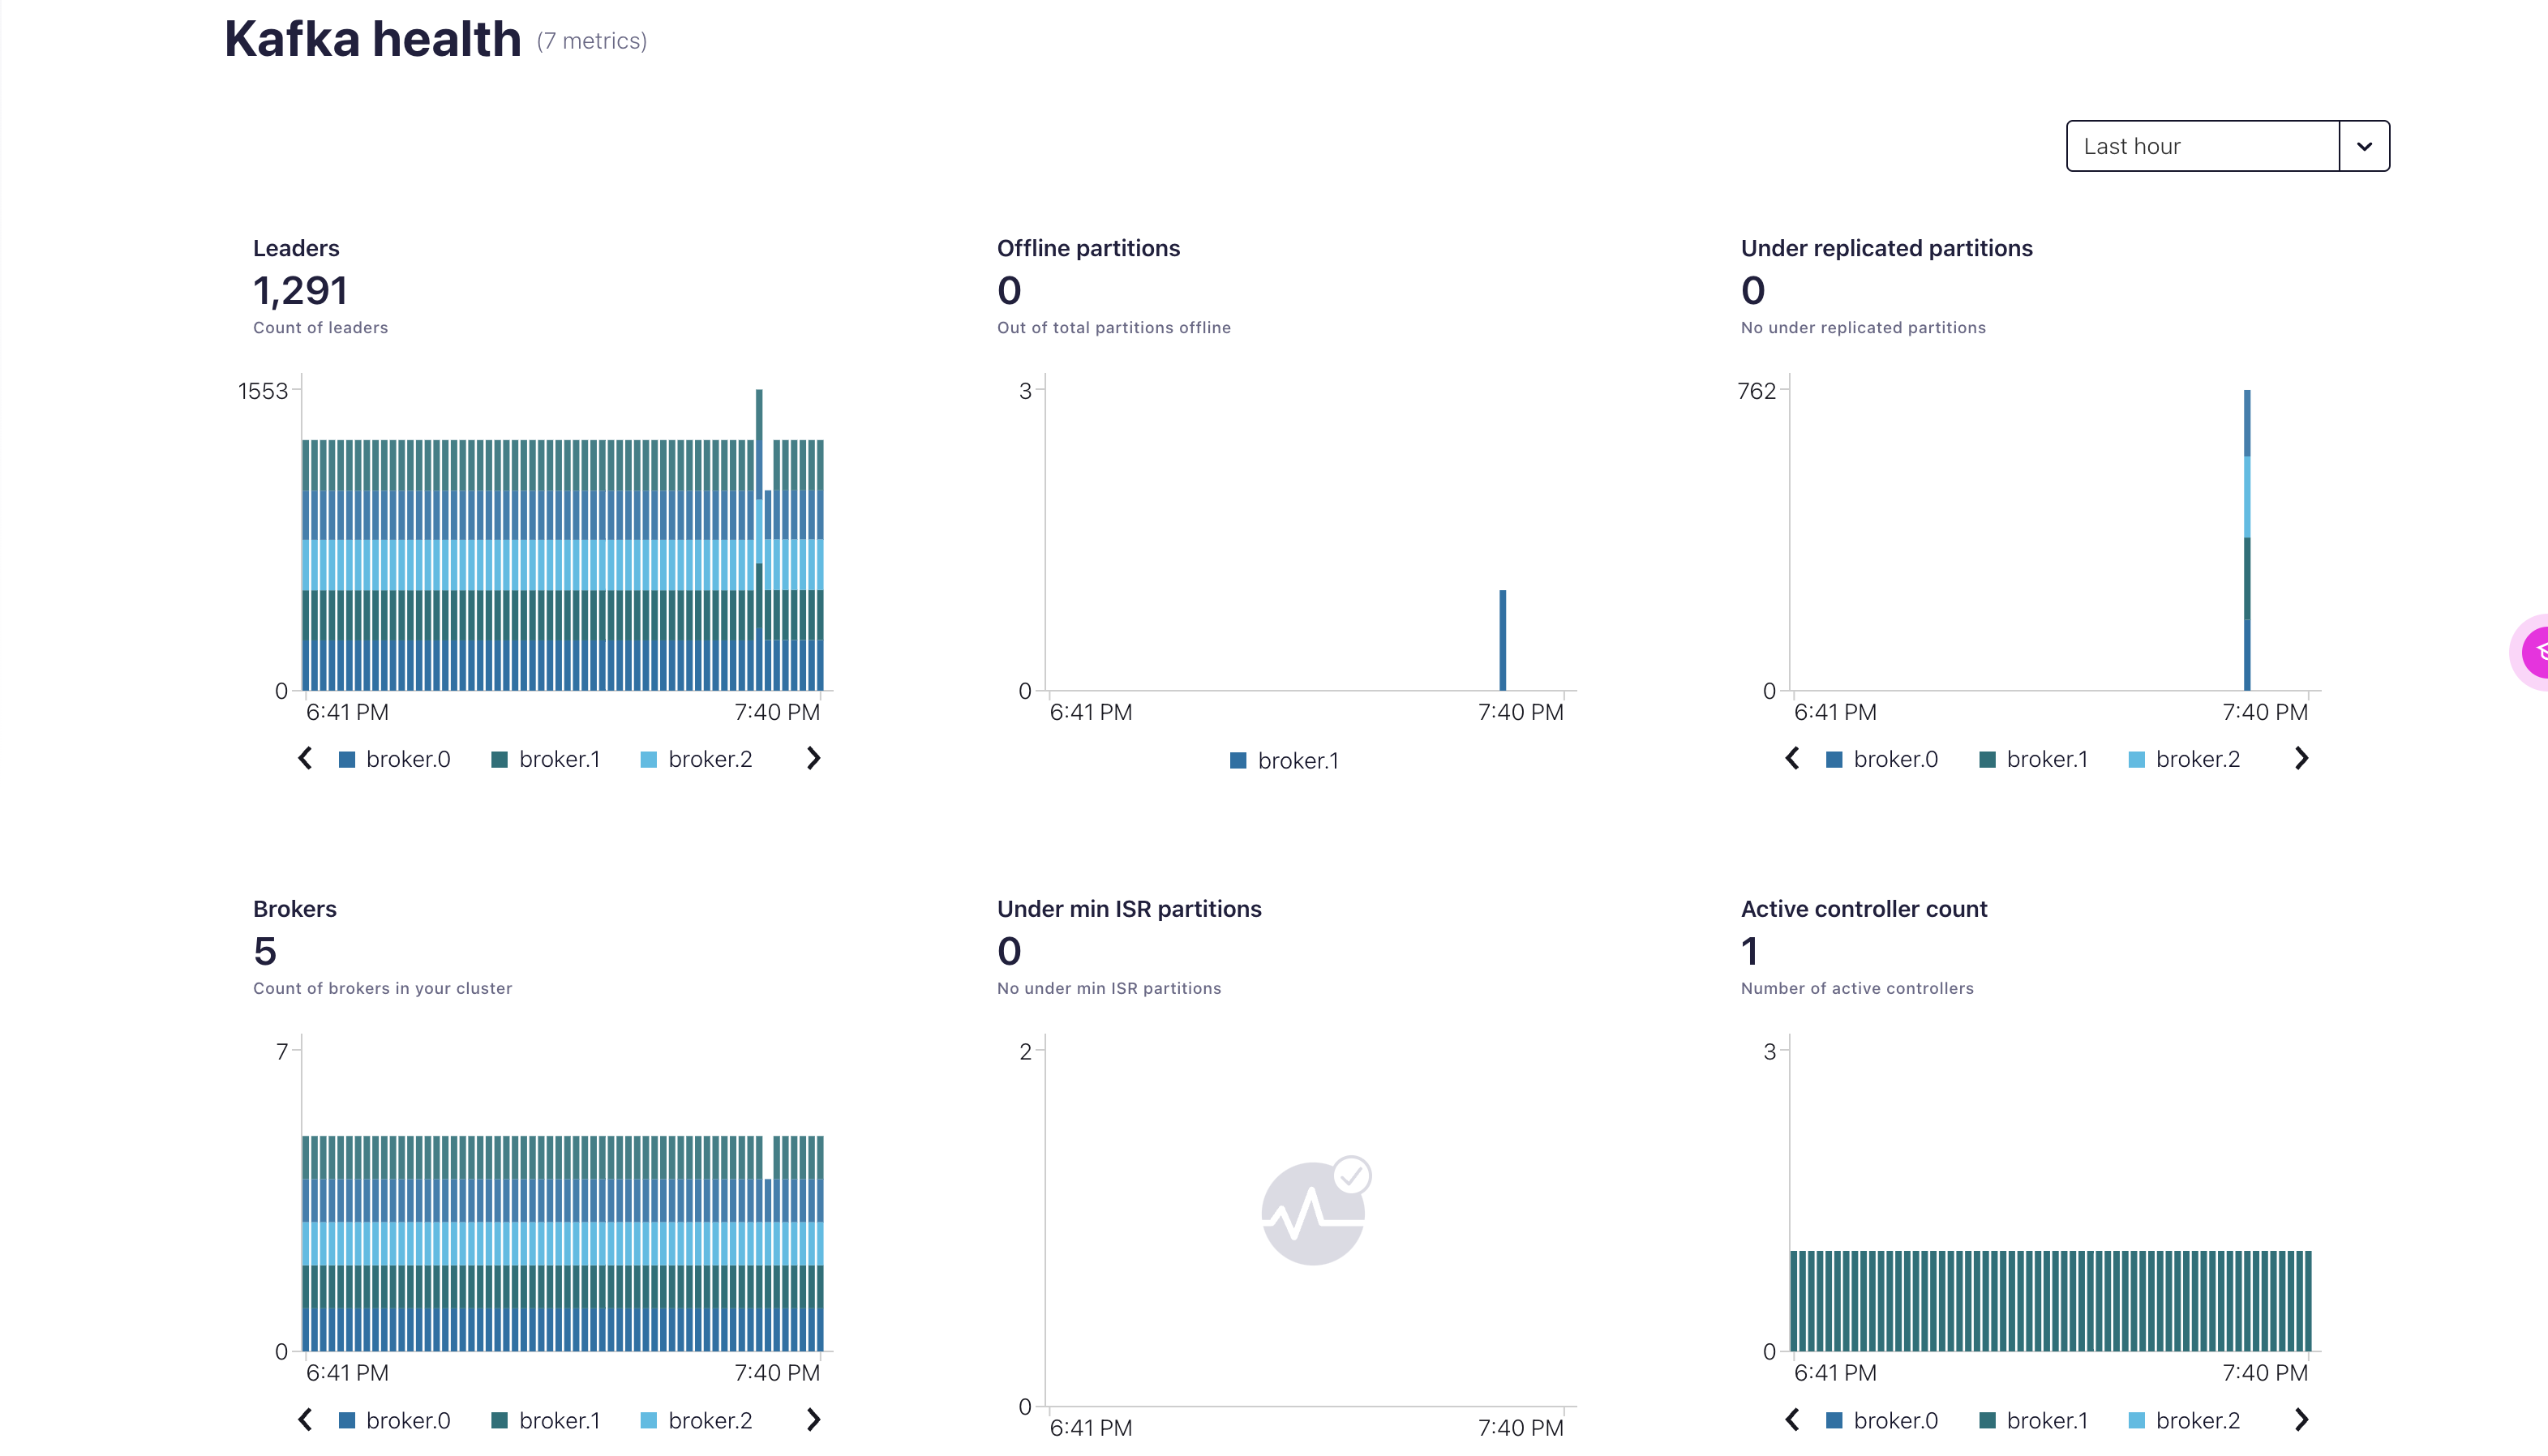 Kafka health (7 metrics)
Last hour
Leaders
1,291
Count of leaders
1553
0
6:41 PM 7:40 PM
broker.0 broker.1 broker.2
Offline partitions
0
Out of total partitions offline
3
0
6:41 PM 7:40 PM
broker.1
Under replicated partitions
0
No under replicated partitions
762
0
6:41 PM 7:40 PM
broker.0 broker.1 broker.2
Brokers
5
Count of brokers in your cluster
7
0
6:41 PM 7:40 PM
broker.0 broker.1 broker.2
Under min ISR partitions
0
No under min ISR partitions
2
0
6:41 PM 7:40 PM
Active controller count
1
Number of active controllers
3
0
6:41 PM 7:40 PM
broker.0 broker.1 broker.2